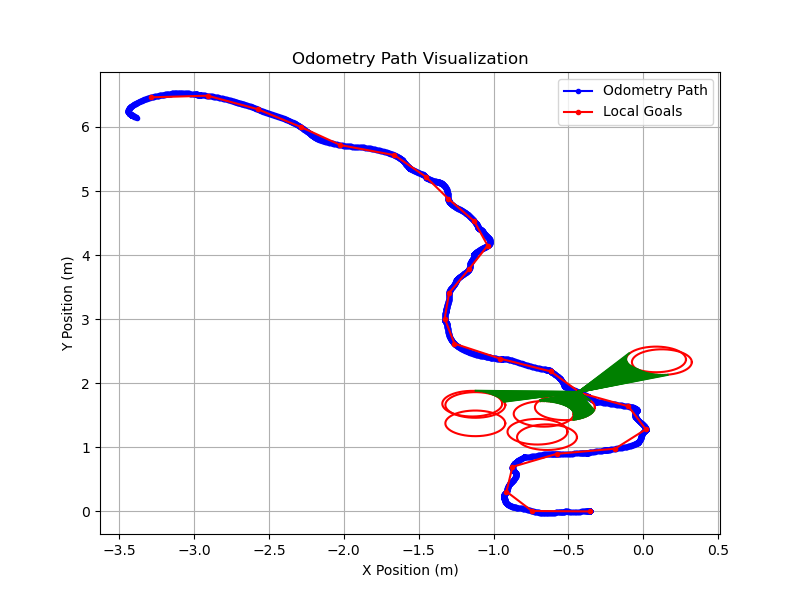 Odometry Path Visualization
Odometry Path
Local Goals
Y Position (m)
6
5
4
3
2
1
0
−3.5 −3.0 −2.5 −2.0 −1.5 −1.0 −0.5 0.0 0.5
X Position (m)